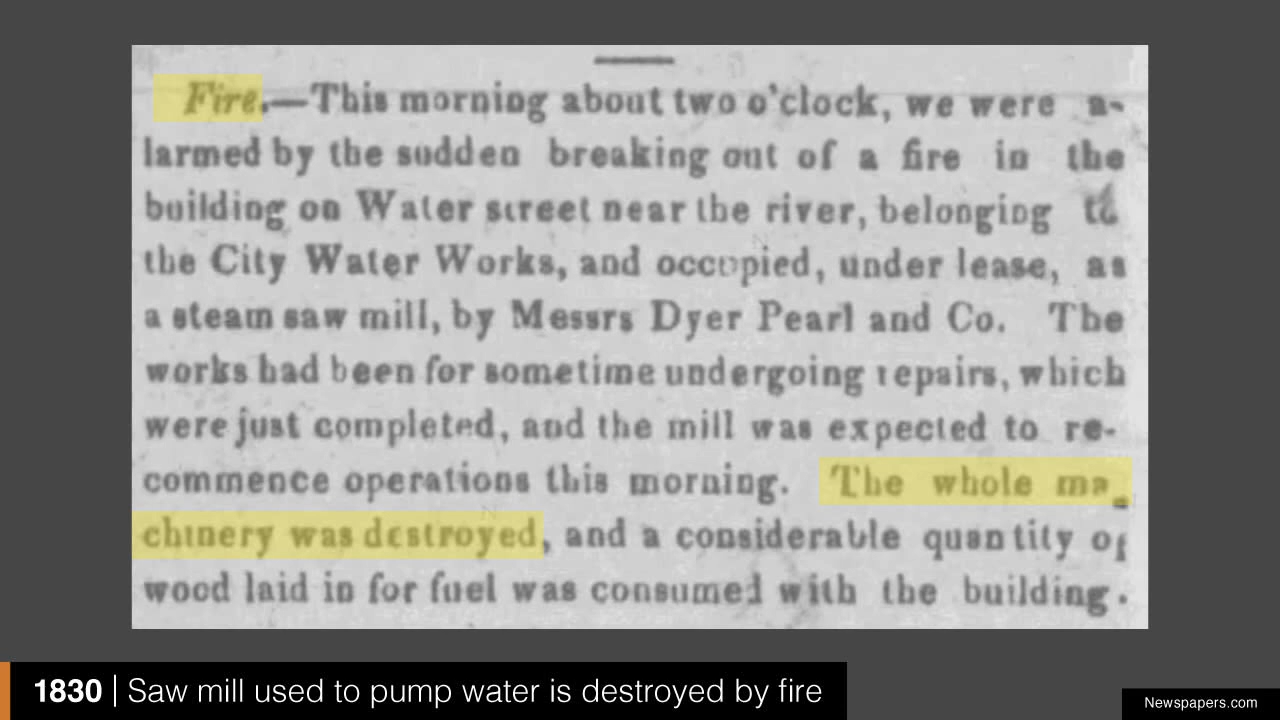 Fire.—This morning about two o'clock, we were a-
larmed by the sudden breaking out of a fire in the
building on Water street near the river, belonging to
the City Water Works, and occupied, under lease, as
a steam saw mill, by Messrs Dyer Pearl and Co. The
works had been for sometime undergoing repairs, which
were just completed, and the mill was expected to re-
commence operations this morning. The whole ma-
chinery was destroyed, and a considerable quantity of
wood laid in for fuel was consumed with the building.
1830 | Saw mill used to pump water is destroyed by fire
Newspapers.com